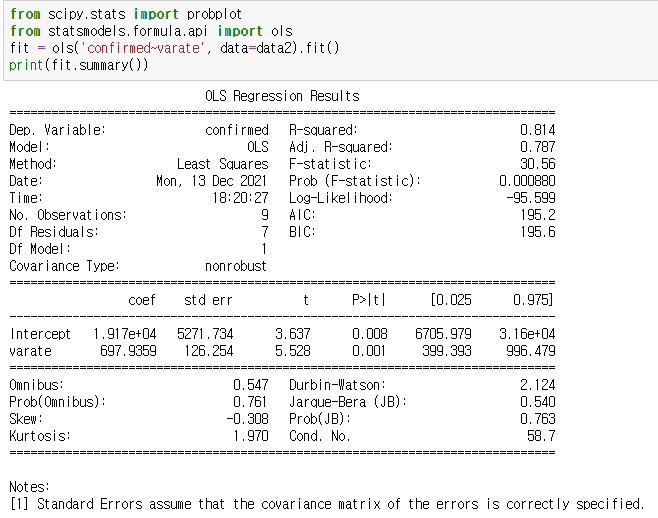 from scipy.stats import probplot
from statsmodels.formula.api import ols
fit = ols('confirmed~varate', data=data2).fit()
print(fit.summary())
OLS Regression Results
==============================================================================
Dep. Variable: confirmed R-squared: 0.814
Model: OLS Adj. R-squared: 0.787
Method: Least Squares F-statistic: 30.56
Date: Mon, 13 Dec 2021 Prob (F-statistic): 0.000880
Time: 18:20:27 Log-Likelihood: -95.599
No. Observations: 9 AIC: 195.2
Df Residuals: 7 BIC: 195.6
Df Model: 1
Covariance Type: nonrobust
==============================================================================
coef std err t P>|t| [0.025 0.975]
------------------------------------------------------------------------------
Intercept 1.917e+04 5271.734 3.637 0.008 6705.979 3.16e+04
varate 697.9359 126.254 5.528 0.001 399.393 996.479
==============================================================================
Omnibus: 0.547 Durbin-Watson: 2.124
Prob(Omnibus): 0.761 Jarque-Bera (JB): 0.540
Skew: -0.308 Prob(JB): 0.763
Kurtosis: 1.970 Cond. No. 58.7
==============================================================================
Notes:
[1] Standard Errors assume that the covariance matrix of the errors is correctly specified.